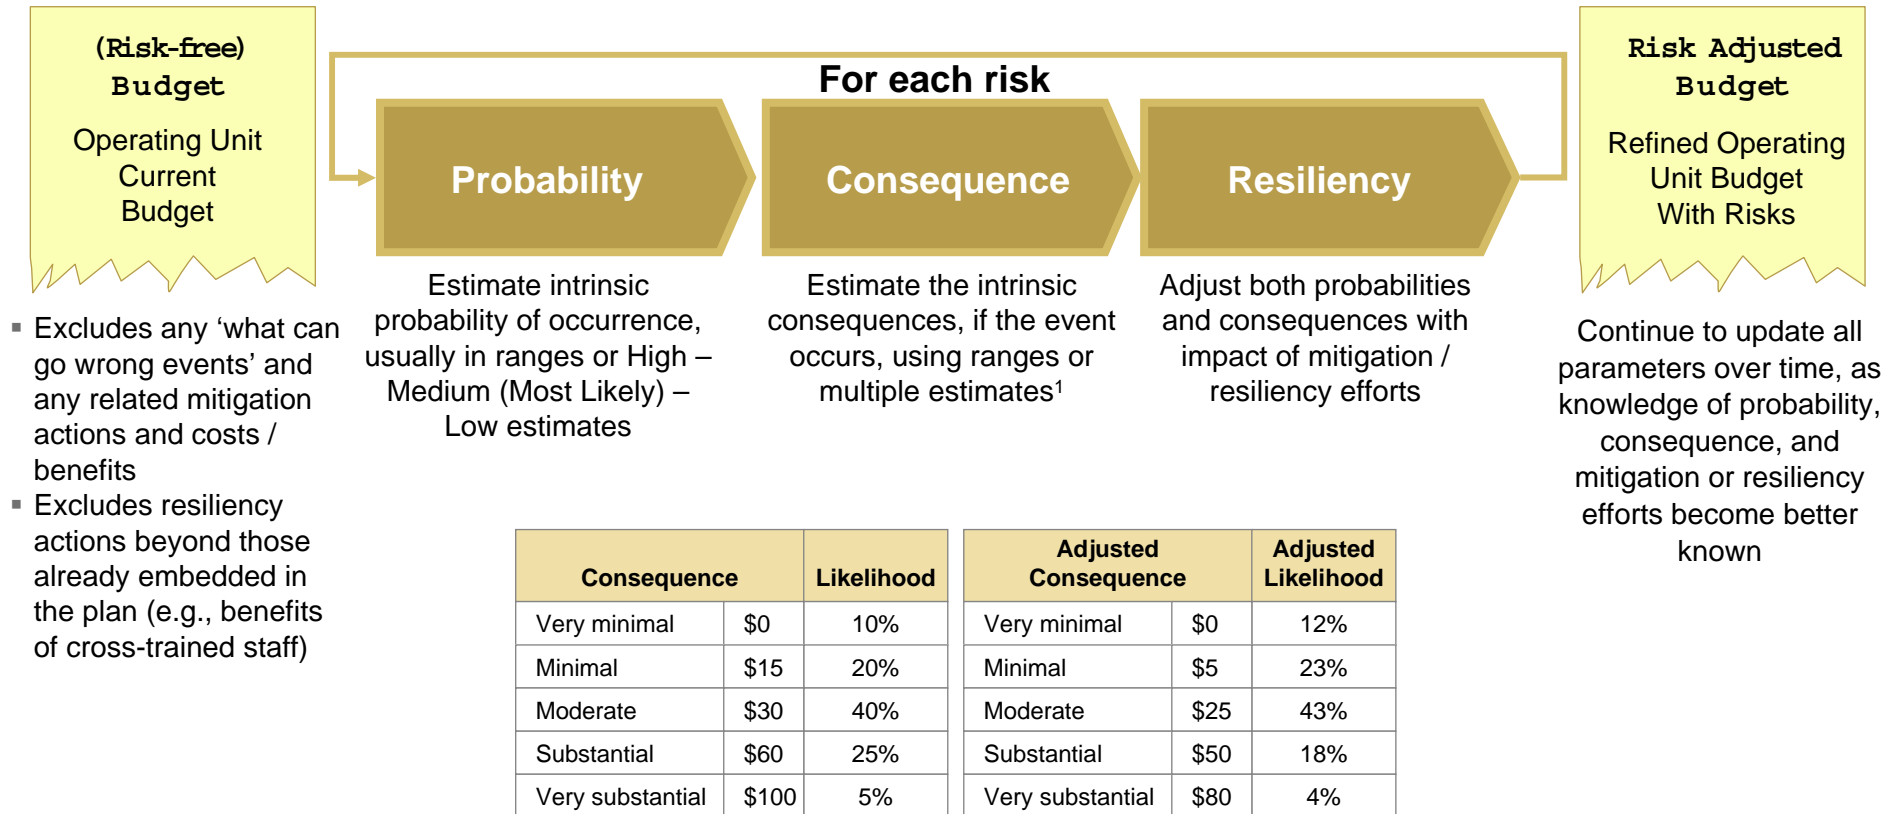 (Risk-free)
Budget
Operating Unit
Current
Budget
▪ Excludes any ‘what can
go wrong events’ and
any related mitigation
actions and costs /
benefits
▪ Excludes resiliency
actions beyond those
already embedded in
the plan (e.g., benefits
of cross-trained staff)
For each risk
Probability
Estimate intrinsic
probability of occurrence,
usually in ranges or High –
Medium (Most Likely) –
Low estimates
Consequence
Estimate the intrinsic
consequences, if the event
occurs, using ranges or
multiple estimates¹
Resiliency
Adjust both probabilities
and consequences with
impact of mitigation /
resiliency efforts
Risk Adjusted
Budget
Refined Operating
Unit Budget
With Risks
Continue to update all
parameters over time, as
knowledge of probability,
consequence, and
mitigation or resiliency
efforts become better
known
Consequence Likelihood
Very minimal $0 10%
Minimal $15 20%
Moderate $30 40%
Substantial $60 25%
Very substantial $100 5%
Adjusted
Consequence
Adjusted
Likelihood
Very minimal $0 12%
Minimal $5 23%
Moderate $25 43%
Substantial $50 18%
Very substantial $80 4%